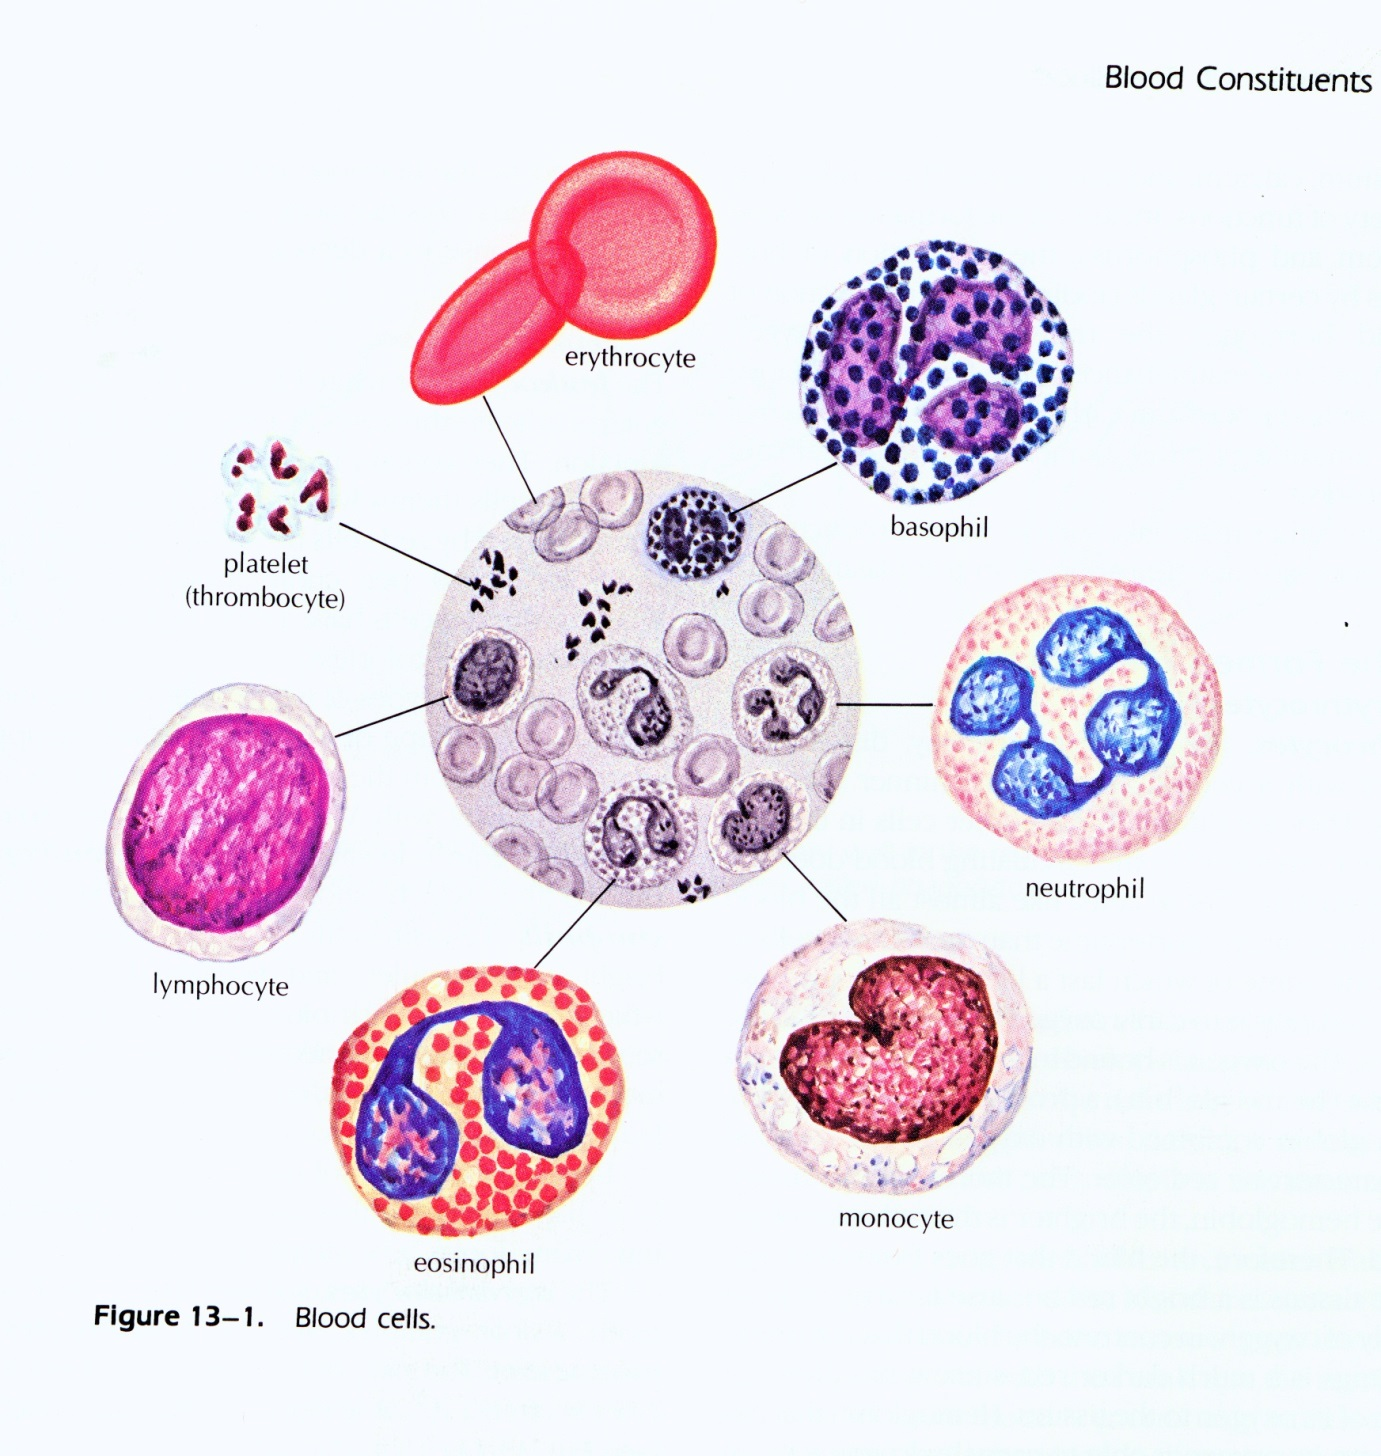 Blood Constituents
erythrocyte
basophil
platelet
(thrombocyte)
neutrophil
lymphocyte
monocyte
eosinophil
Figure 13–1. Blood cells.